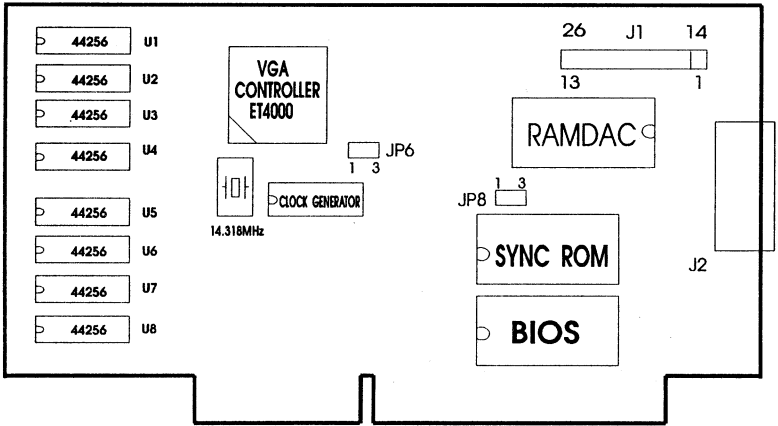 44256 U1
44256 U2
44256 U3
44256 U4
44256 U5
44256 U6
44256 U7
44256 U8
VGA
CONTROLLER
ET4000
JP6
1 3
14.318MHz
CLOCK GENERATOR
26 J1 14
13 1
RAMDAC
1 3
JP8
SYNC ROM
BIOS
J2